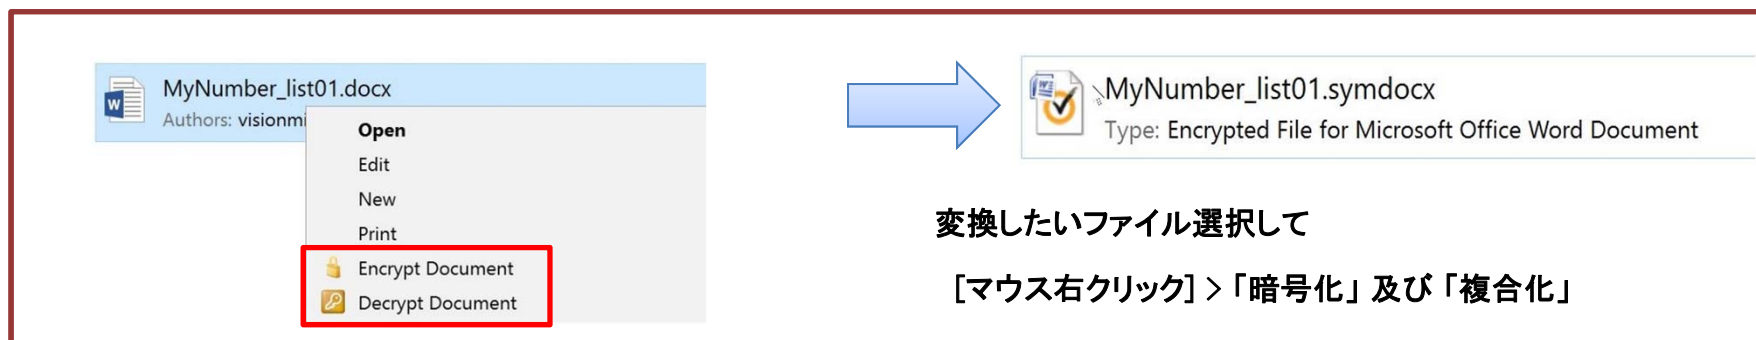 MyNumber_list01.docx
Authors: visionmi
Open
Edit
New
Print
Encrypt Document
Decrypt Document
MyNumber_list01.symdocx
Type: Encrypted File for Microsoft Office Word Document
変換したいファイル選択して
[マウス右クリック] > 「暗号化」 及び 「複合化」